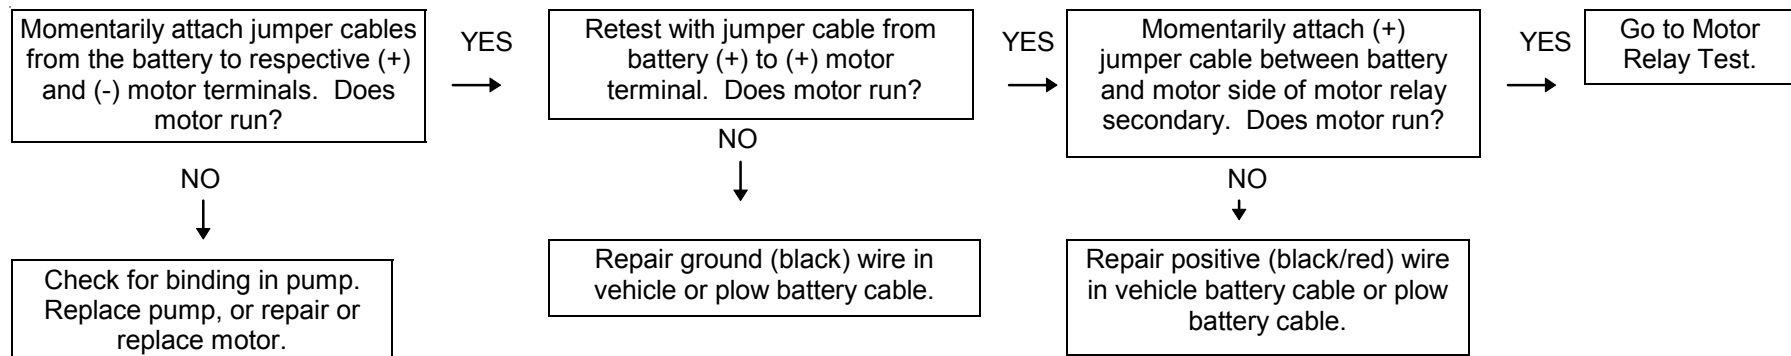 Momentarily attach jumper cables
from the battery to respective (+)
and (-) motor terminals.  Does
motor run?
YES
Retest with jumper cable from
battery (+) to (+) motor
terminal.  Does motor run?
YES
Momentarily attach (+)
jumper cable between battery
and motor side of motor relay
secondary.  Does motor run?
YES
Go to Motor
Relay Test.
NO
NO
NO
Check for binding in pump.
Replace pump, or repair or
replace motor.
Repair ground (black) wire in
vehicle or plow battery cable.
Repair positive (black/red) wire
in vehicle battery cable or plow
battery cable.